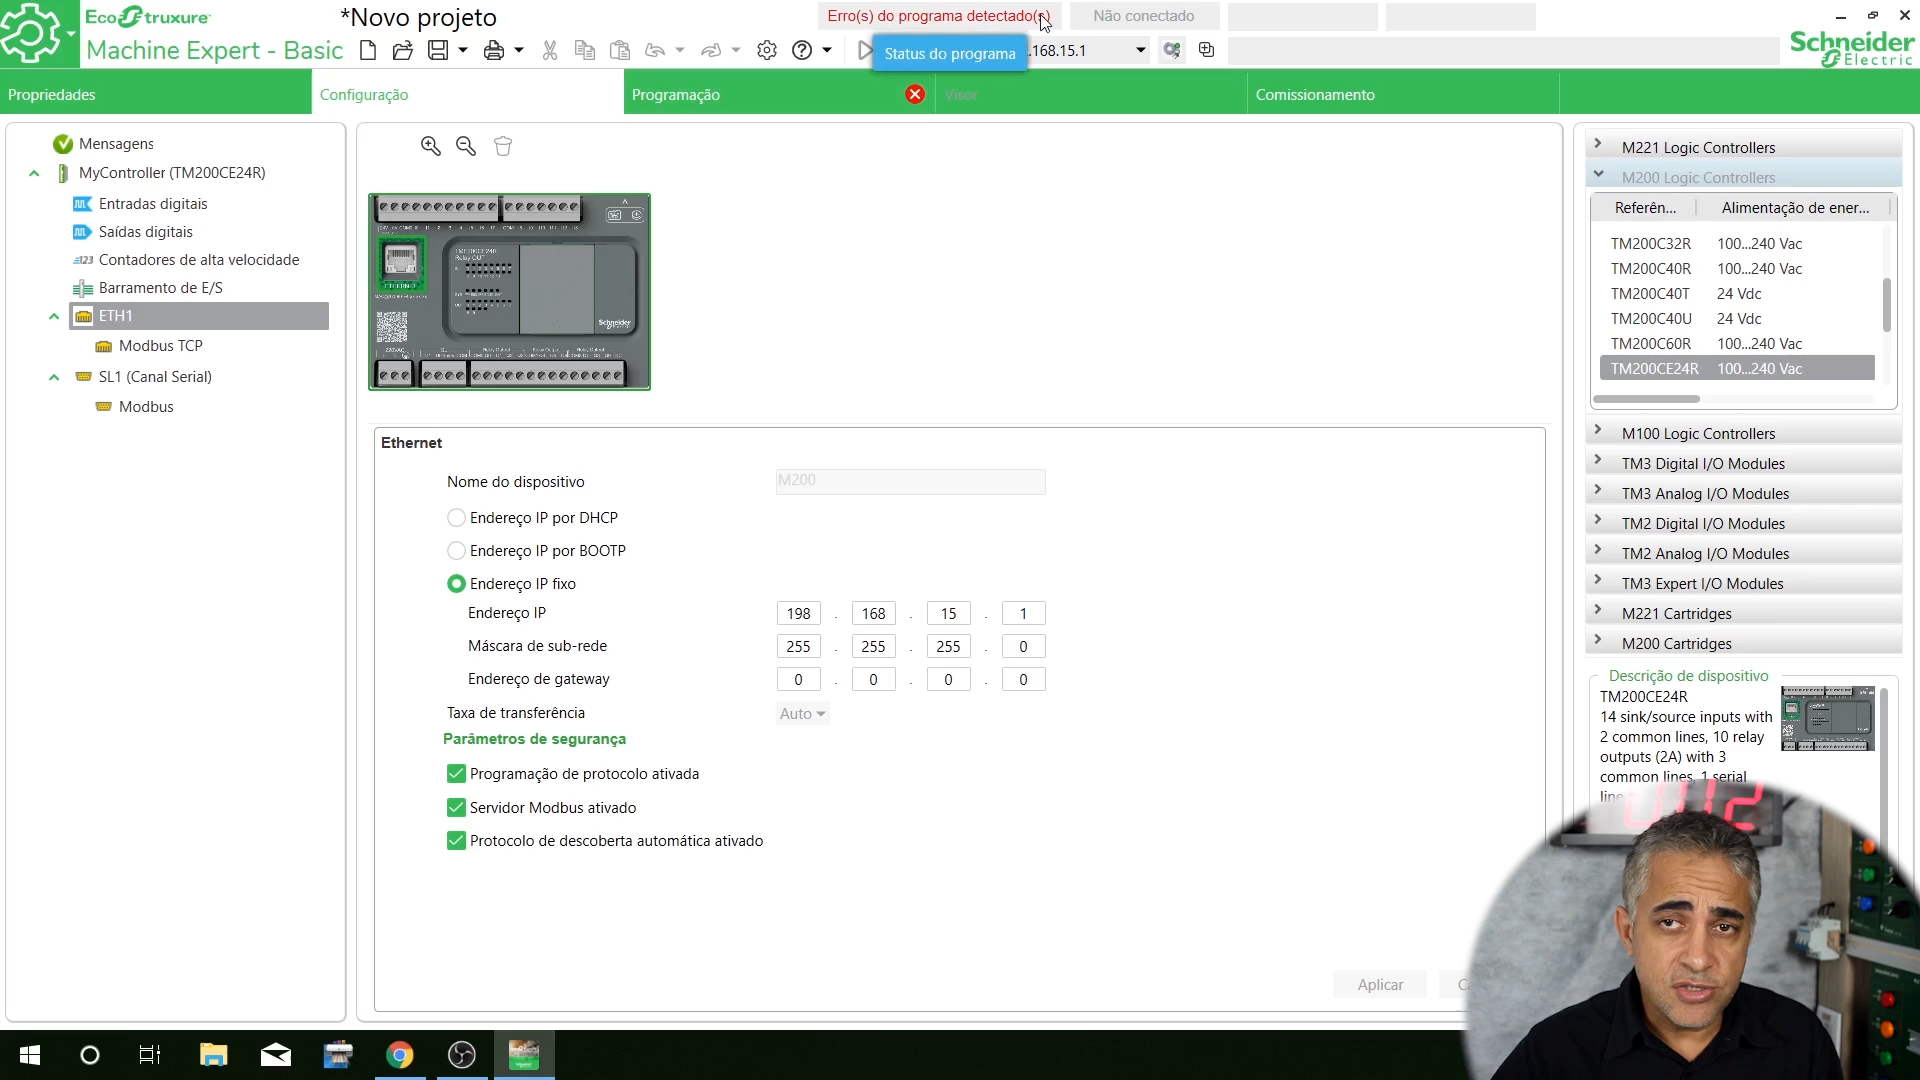 EcoStruxure
Machine Expert - Basic
*Novo projeto
Erro(s) do programa detectado(s)
Não conectado
Status do programa
.168.15.1
Schneider
Electric
Propriedades
Configuração
Programação
Visor
Comissionamento
Mensagens
MyController (TM200CE24R)
Entradas digitais
Saídas digitais
Contadores de alta velocidade
Barramento de E/S
ETH1
Modbus TCP
SL1 (Canal Serial)
Modbus
TM200CE24R
Relay OUT
ETHERNET
Schneider
Ethernet
Nome do dispositivo M200
Endereço IP por DHCP
Endereço IP por BOOTP
Endereço IP fixo
Endereço IP 198 . 168 . 15 . 1
Máscara de sub-rede 255 . 255 . 255 . 0
Endereço de gateway 0 . 0 . 0 . 0
Taxa de transferência Auto
Parâmetros de segurança
Programação de protocolo ativada
Servidor Modbus ativado
Protocolo de descoberta automática ativado
Aplicar
M221 Logic Controllers
M200 Logic Controllers
Referên... Alimentação de ener...
TM200C32R 100...240 Vac
TM200C40R 100...240 Vac
TM200C40T 24 Vdc
TM200C40U 24 Vdc
TM200C60R 100...240 Vac
TM200CE24R 100...240 Vac
M100 Logic Controllers
TM3 Digital I/O Modules
TM3 Analog I/O Modules
TM2 Digital I/O Modules
TM2 Analog I/O Modules
TM3 Expert I/O Modules
M221 Cartridges
M200 Cartridges
Descrição de dispositivo
TM200CE24R
14 sink/source inputs with
2 common lines, 10 relay
outputs (2A) with 3
common lines, 1 serial